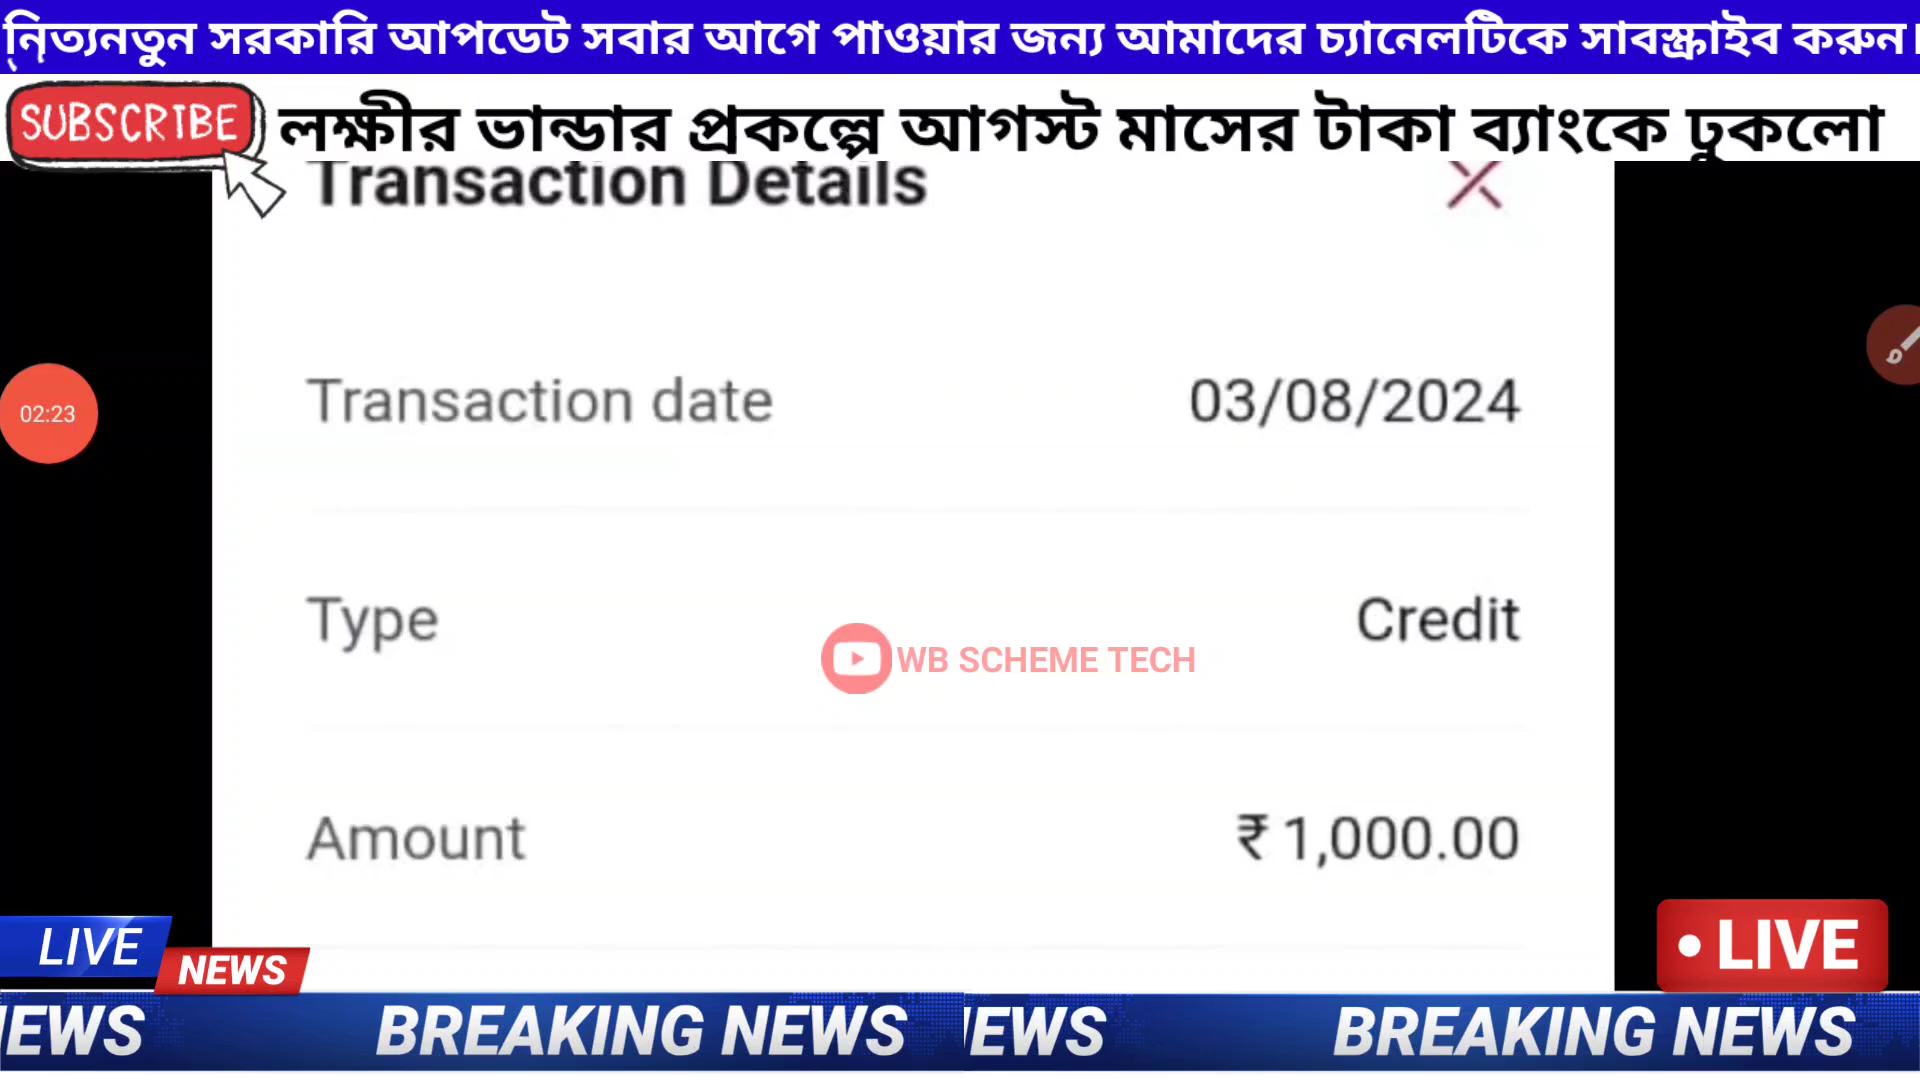 নিত্যনতুন সরকারি আপডেট সবার আগে পাওয়ার জন্য আমাদের চ্যানেলটিকে সাবস্ক্রাইব করুন।
SUBSCRIBE
লক্ষীর ভান্ডার প্রকল্পে আগস্ট মাসের টাকা ব্যাংকে ঢুকলো
Transaction Details
Transaction date 03/08/2024
02:23
Type Credit
WB SCHEME TECH
Amount ₹ 1,000.00
LIVE
NEWS
LIVE
EWS BREAKING NEWS EWS BREAKING NEWS